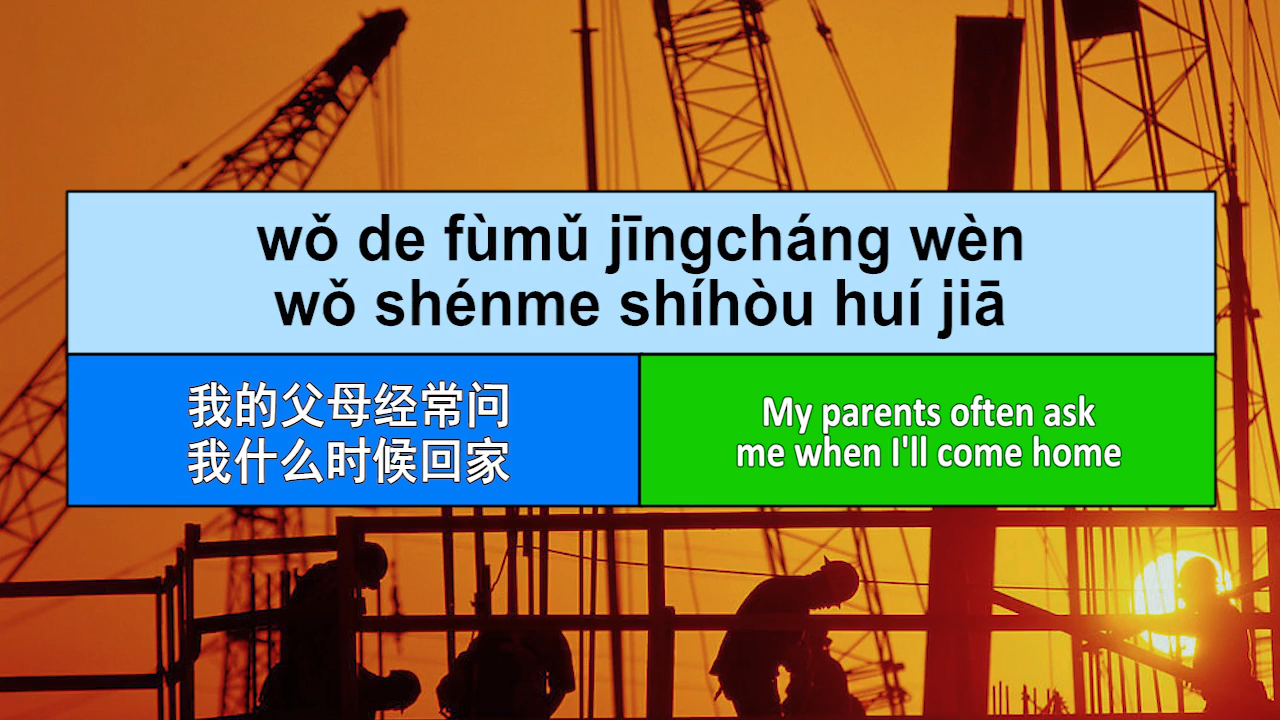 wǒ de fùmǔ jīngcháng wèn
wǒ shénme shíhòu huí jiā
我的父母经常问
我什么时候回家
My parents often ask
me when I'll come home